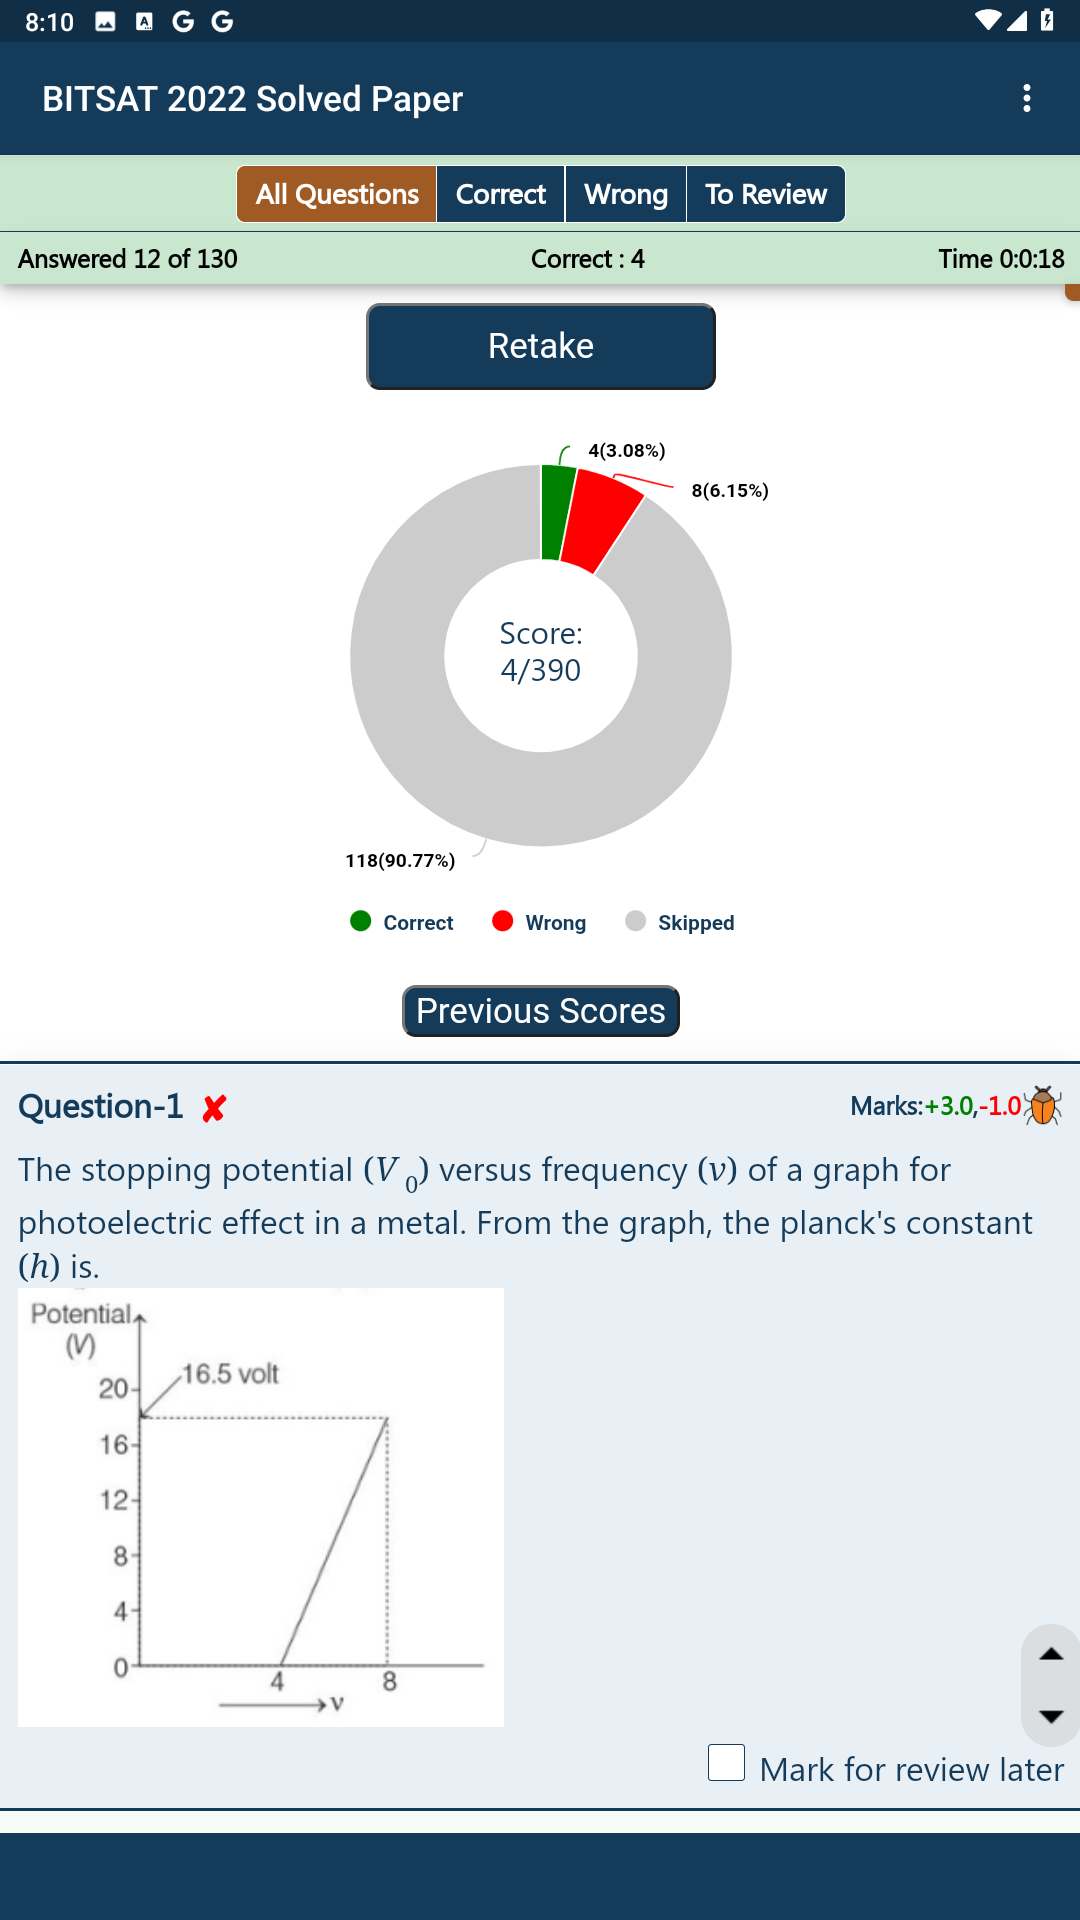 8:10
BITSAT 2022 Solved Paper
All Questions Correct Wrong To Review
Answered 12 of 130 Correct : 4 Time 0:0:18
Retake
4(3.08%)
8(6.15%)
Score:
4/390
118(90.77%)
Correct Wrong Skipped
Previous Scores
Question-1 ✘ Marks:+3.0,-1.0
The stopping potential (V₀) versus frequency (ν) of a graph for
photoelectric effect in a metal. From the graph, the planck's constant
(h) is.
Potential
(V)
16.5 volt
20
16
12
8
4
0
4 8
ν
Mark for review later